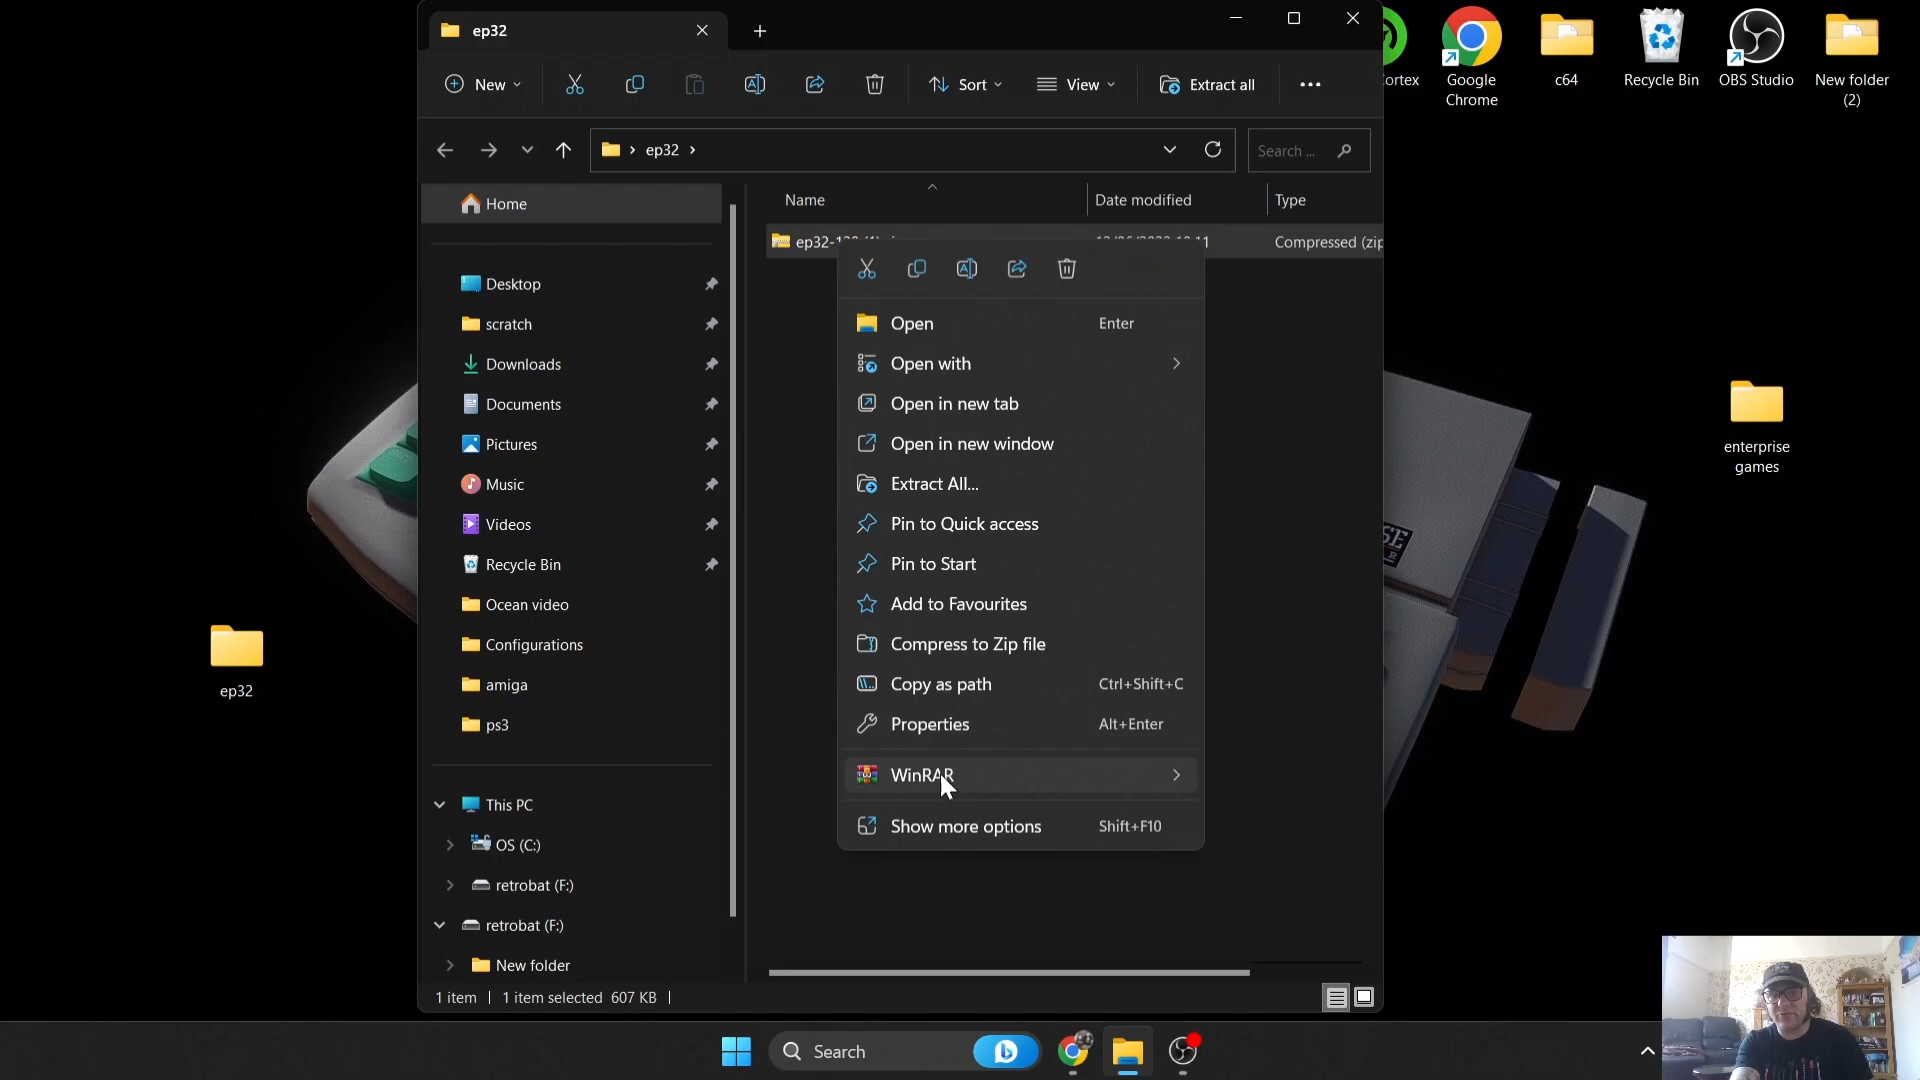 ep32
New
Sort
View
Extract all
ep32
Search ...
Name
Date modified
Type
Home
Compressed (zip
Desktop
scratch
Downloads
Documents
Pictures
Music
Videos
Recycle Bin
Ocean video
Configurations
amiga
ps3
This PC
OS (C:)
retrobat (F:)
retrobat (F:)
New folder
1 item
1 item selected 607 KB
Open
Enter
Open with
Open in new tab
Open in new window
Extract All...
Pin to Quick access
Pin to Start
Add to Favourites
Compress to Zip file
Copy as path
Ctrl+Shift+C
Properties
Alt+Enter
WinRAR
Show more options
Shift+F10
ep32
Google
Chrome
c64
Recycle Bin
OBS Studio
New folder
(2)
enterprise
games
Search